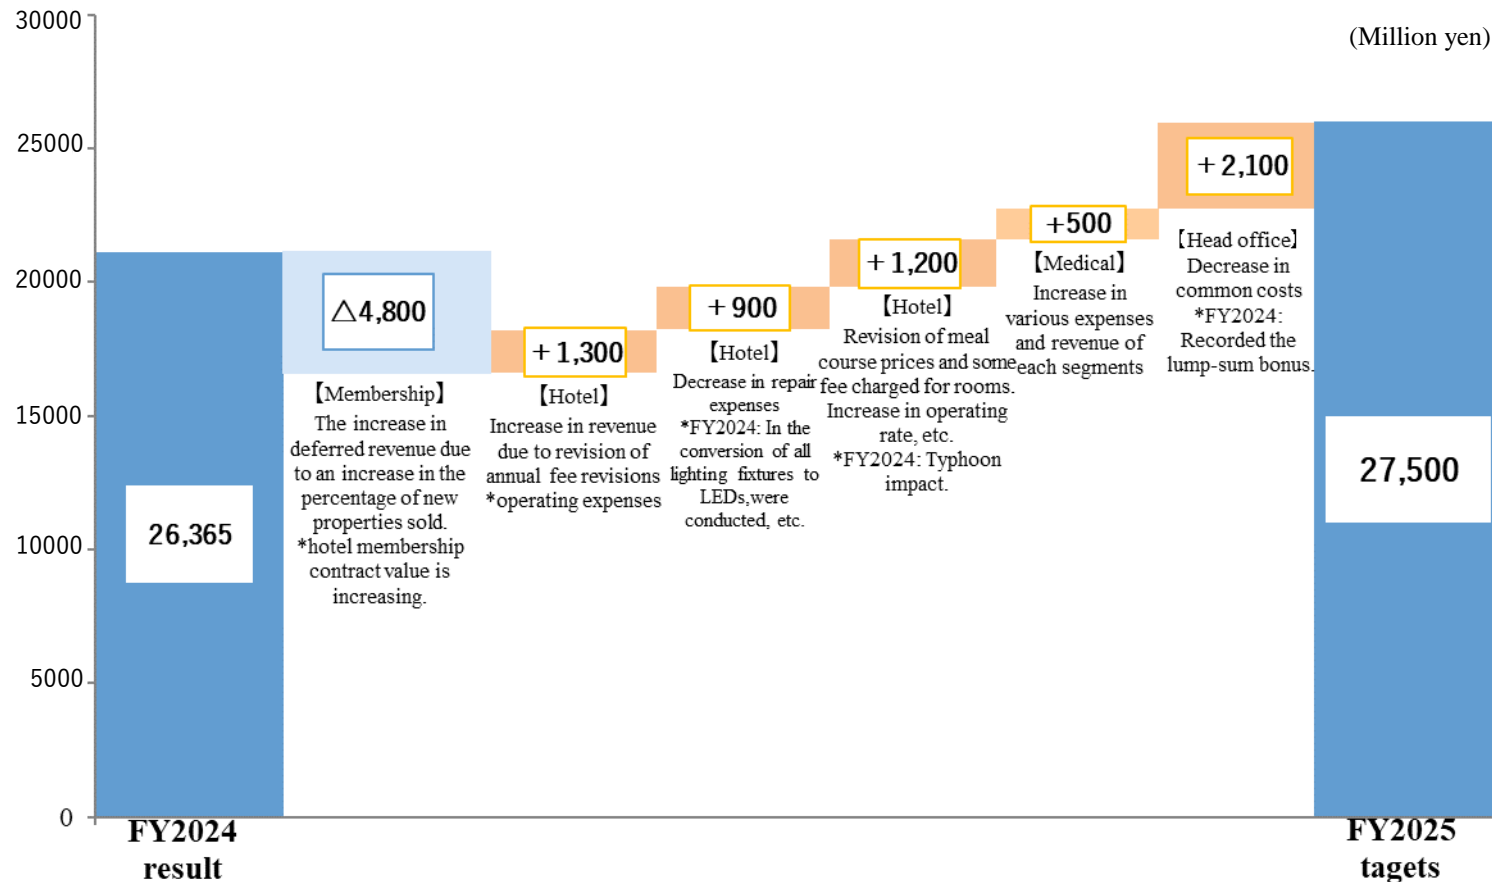 (Million yen)
30000
25000
20000
15000
10000
5000
0
26,365
FY2024
result
△4,800
【Membership】
The increase in
deferred revenue due
to an increase in the
percentage of new
properties sold.
*hotel membership
contract value is
increasing.
+1,300
【Hotel】
Increase in revenue
due to revision of
annual fee revisions
*operating expenses
+900
【Hotel】
Decrease in repair
expenses
*FY2024: In the
conversion of all
lighting fixtures to
LEDs,were
conducted, etc.
+1,200
【Hotel】
Revision of meal
course prices and some
fee charged for rooms.
Increase in operating
rate, etc.
*FY2024: Typhoon
impact.
+500
【Medical】
Increase in
various expenses
and revenue of
each segments
+2,100
【Head office】
Decrease in
common costs
*FY2024:
Recorded the
lump-sum bonus.
27,500
FY2025
tagets